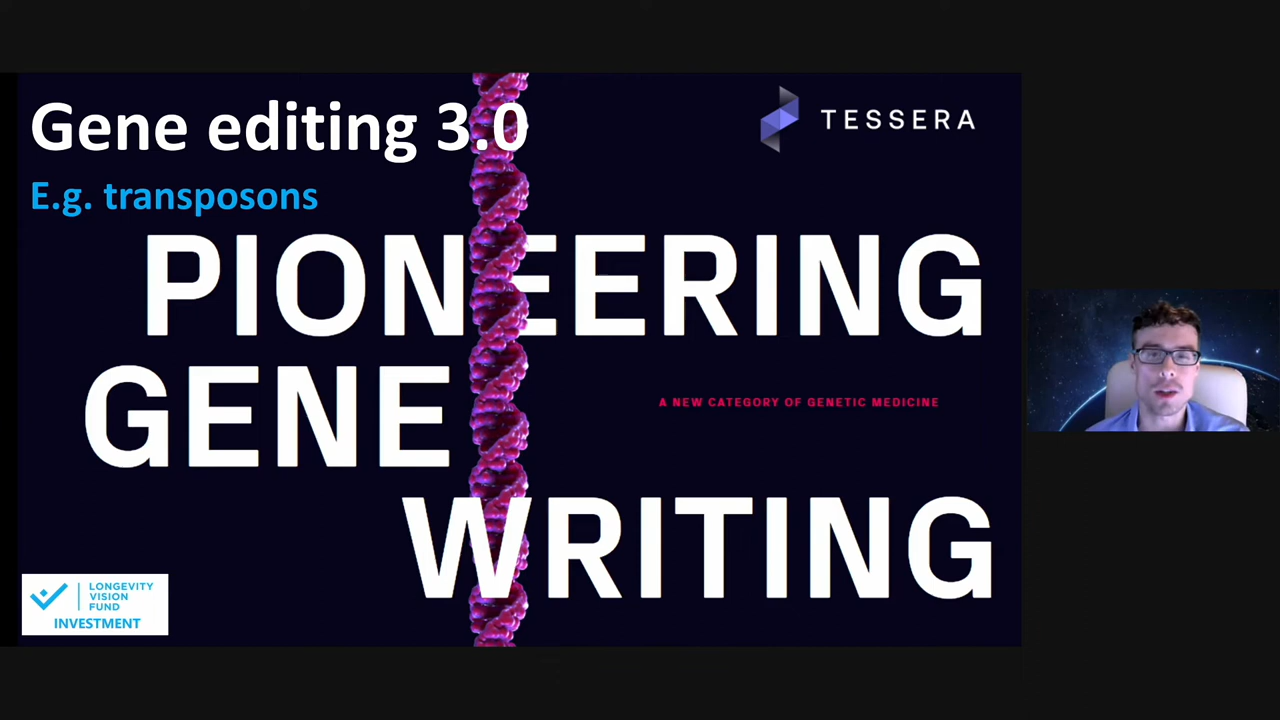 Gene editing 3.0
E.g. transposons
TESSERA
PIONEERING
GENE
A NEW CATEGORY OF GENETIC MEDICINE
WRITING
LONGEVITY
VISION
FUND
INVESTMENT